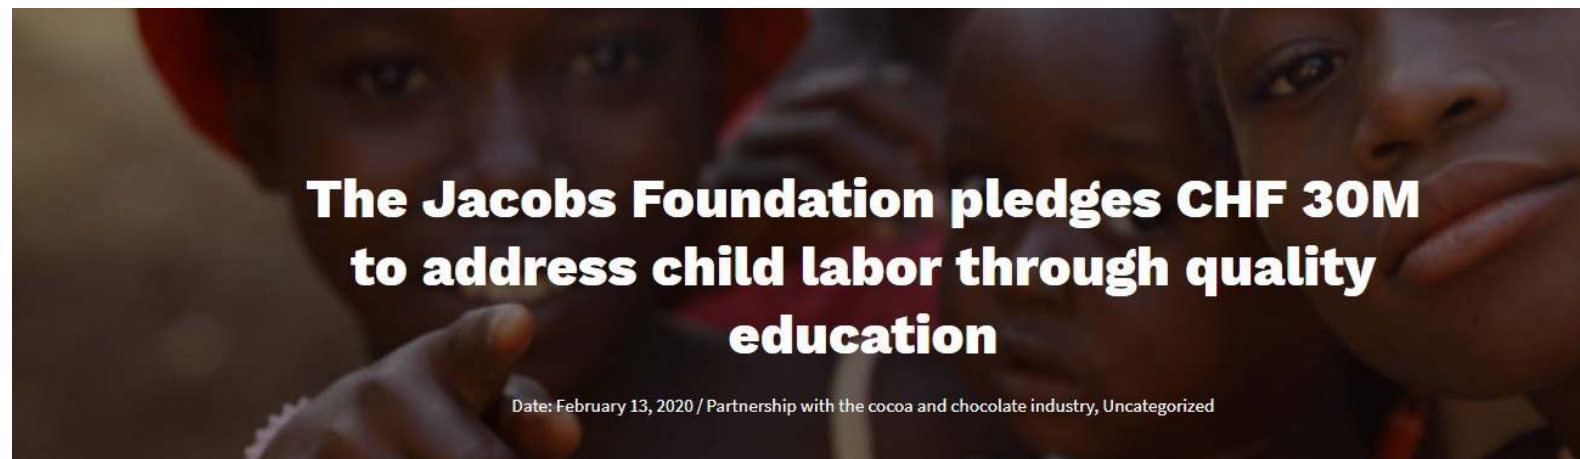 The Jacobs Foundation pledges CHF 30M
to address child labor through quality
education
Date: February 13, 2020 / Partnership with the cocoa and chocolate industry, Uncategorized